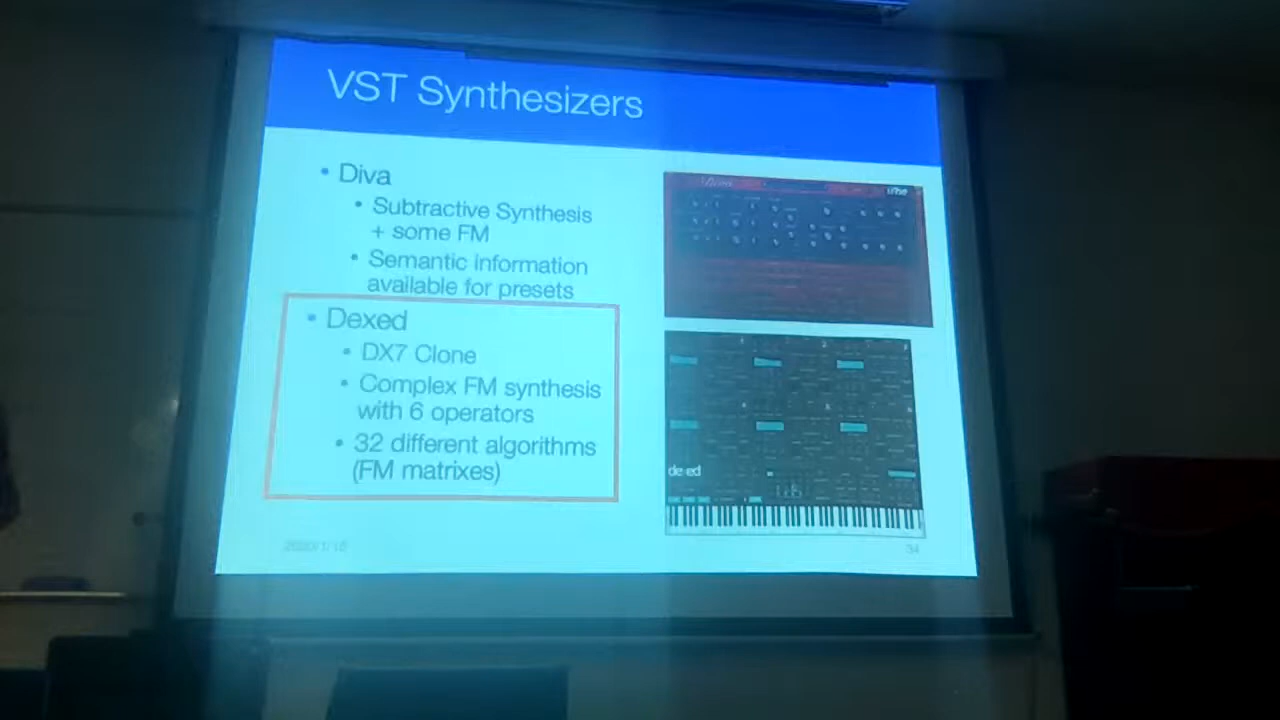 VST Synthesizers
• Diva
• Subtractive Synthesis
+ some FM
• Semantic information
available for presets
• Dexed
• DX7 Clone
• Complex FM synthesis
with 6 operators
• 32 different algorithms
(FM matrixes)
34